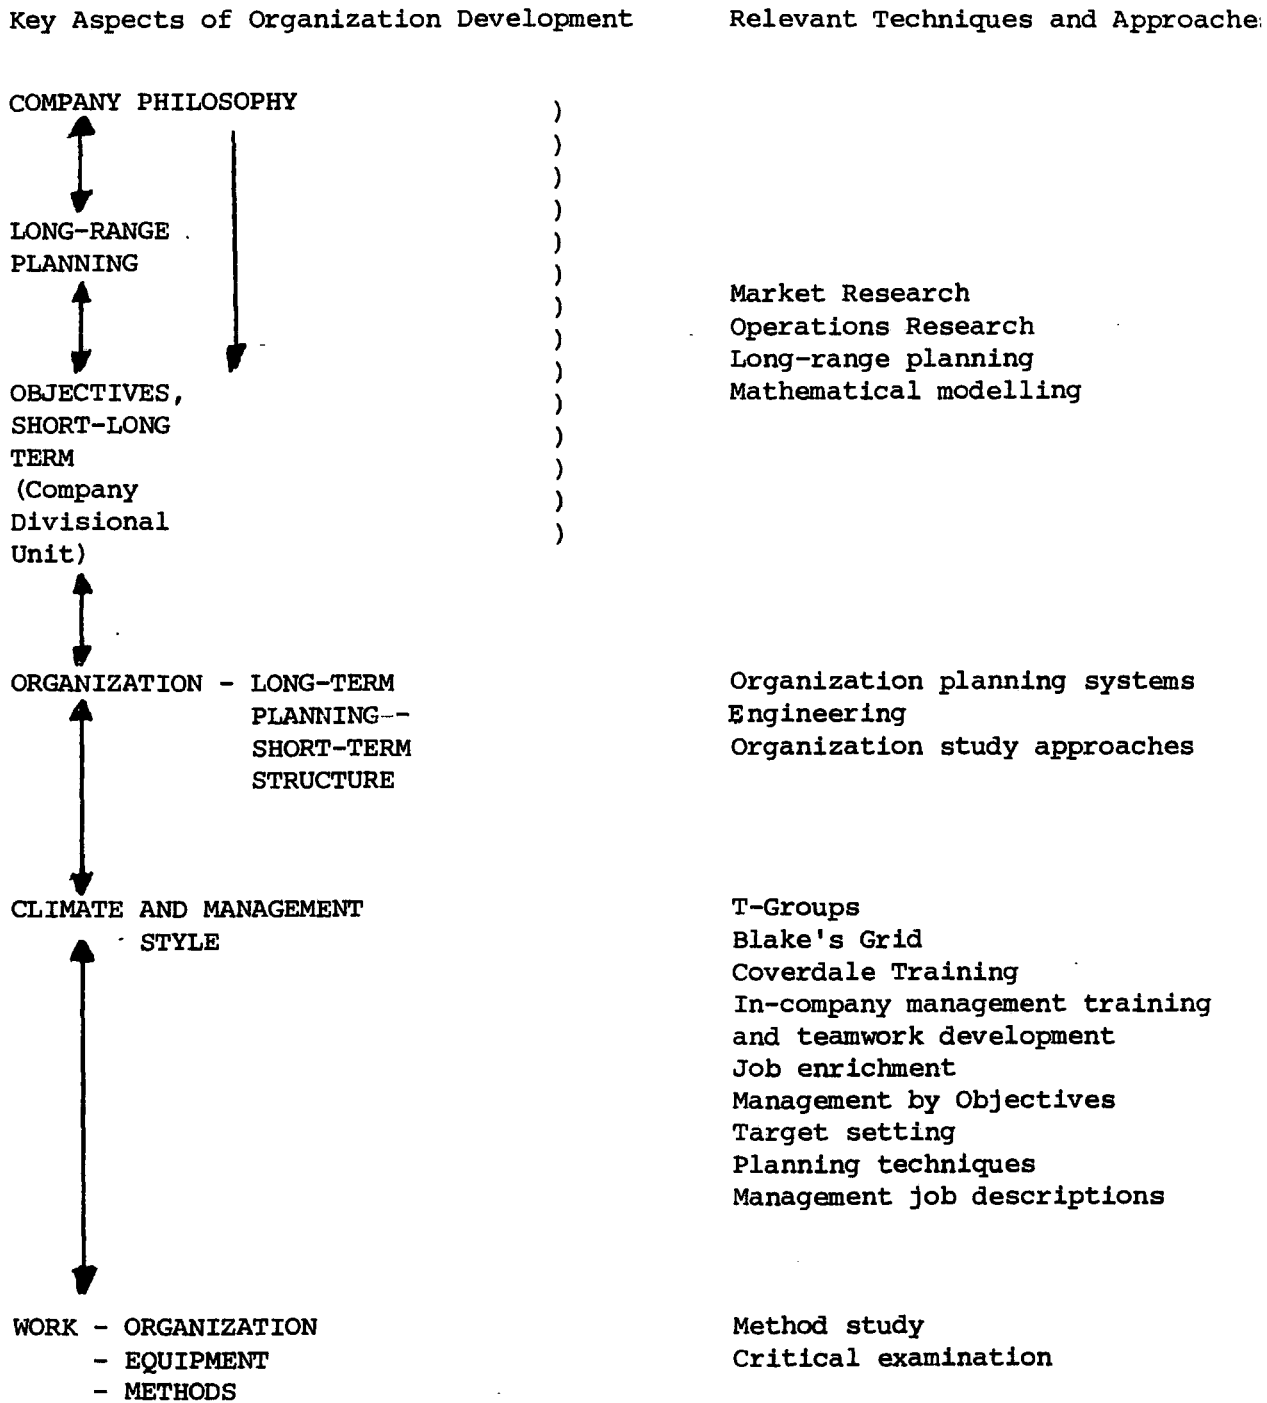 Key Aspects of Organization Development Relevant Techniques and Approache
COMPANY PHILOSOPHY )
)
)
)
LONG-RANGE )
PLANNING )
Market Research )
Operations Research )
Long-range planning )
OBJECTIVES, ) Mathematical modelling
SHORT-LONG )
TERM )
(Company )
Divisional )
Unit)
ORGANIZATION - LONG-TERM Organization planning systems
PLANNING-- Engineering
SHORT-TERM Organization study approaches
STRUCTURE
CLIMATE AND MANAGEMENT T-Groups
STYLE Blake's Grid
Coverdale Training
In-company management training
and teamwork development
Job enrichment
Management by Objectives
Target setting
Planning techniques
Management job descriptions
WORK - ORGANIZATION Method study
- EQUIPMENT Critical examination
- METHODS